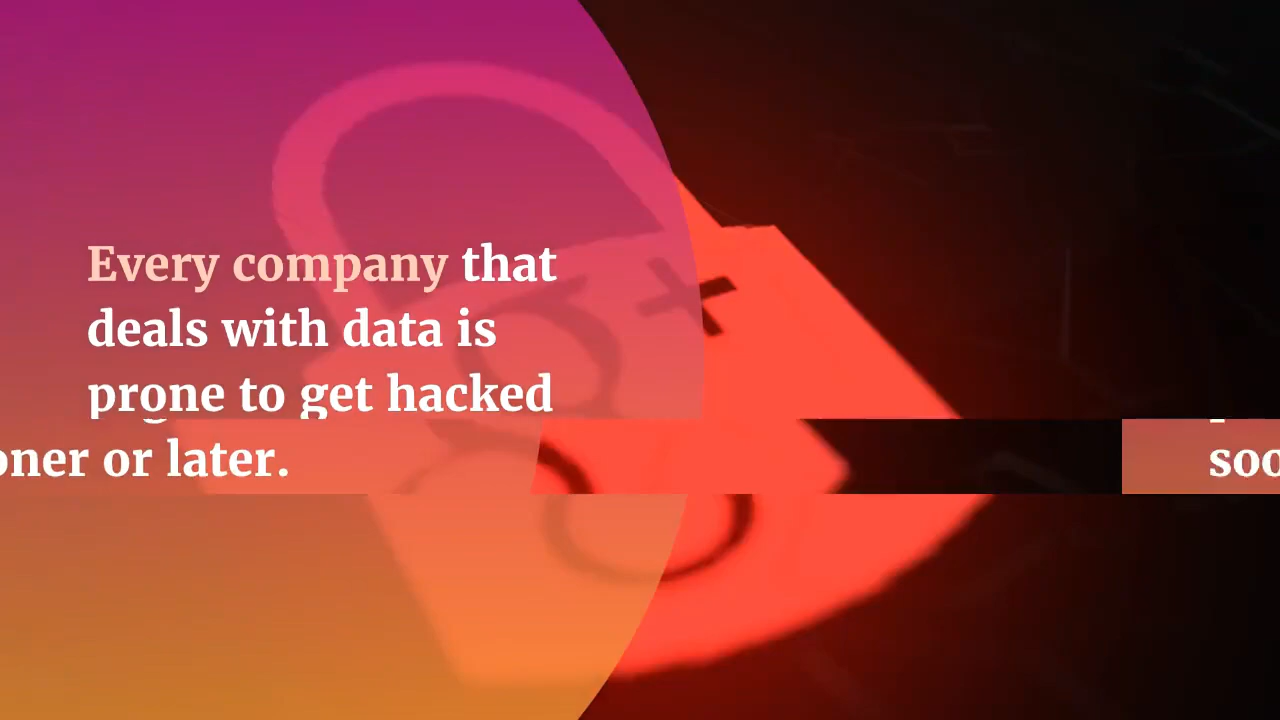 Every company that
deals with data is
prone to get hacked
oner or later.
soo
g+